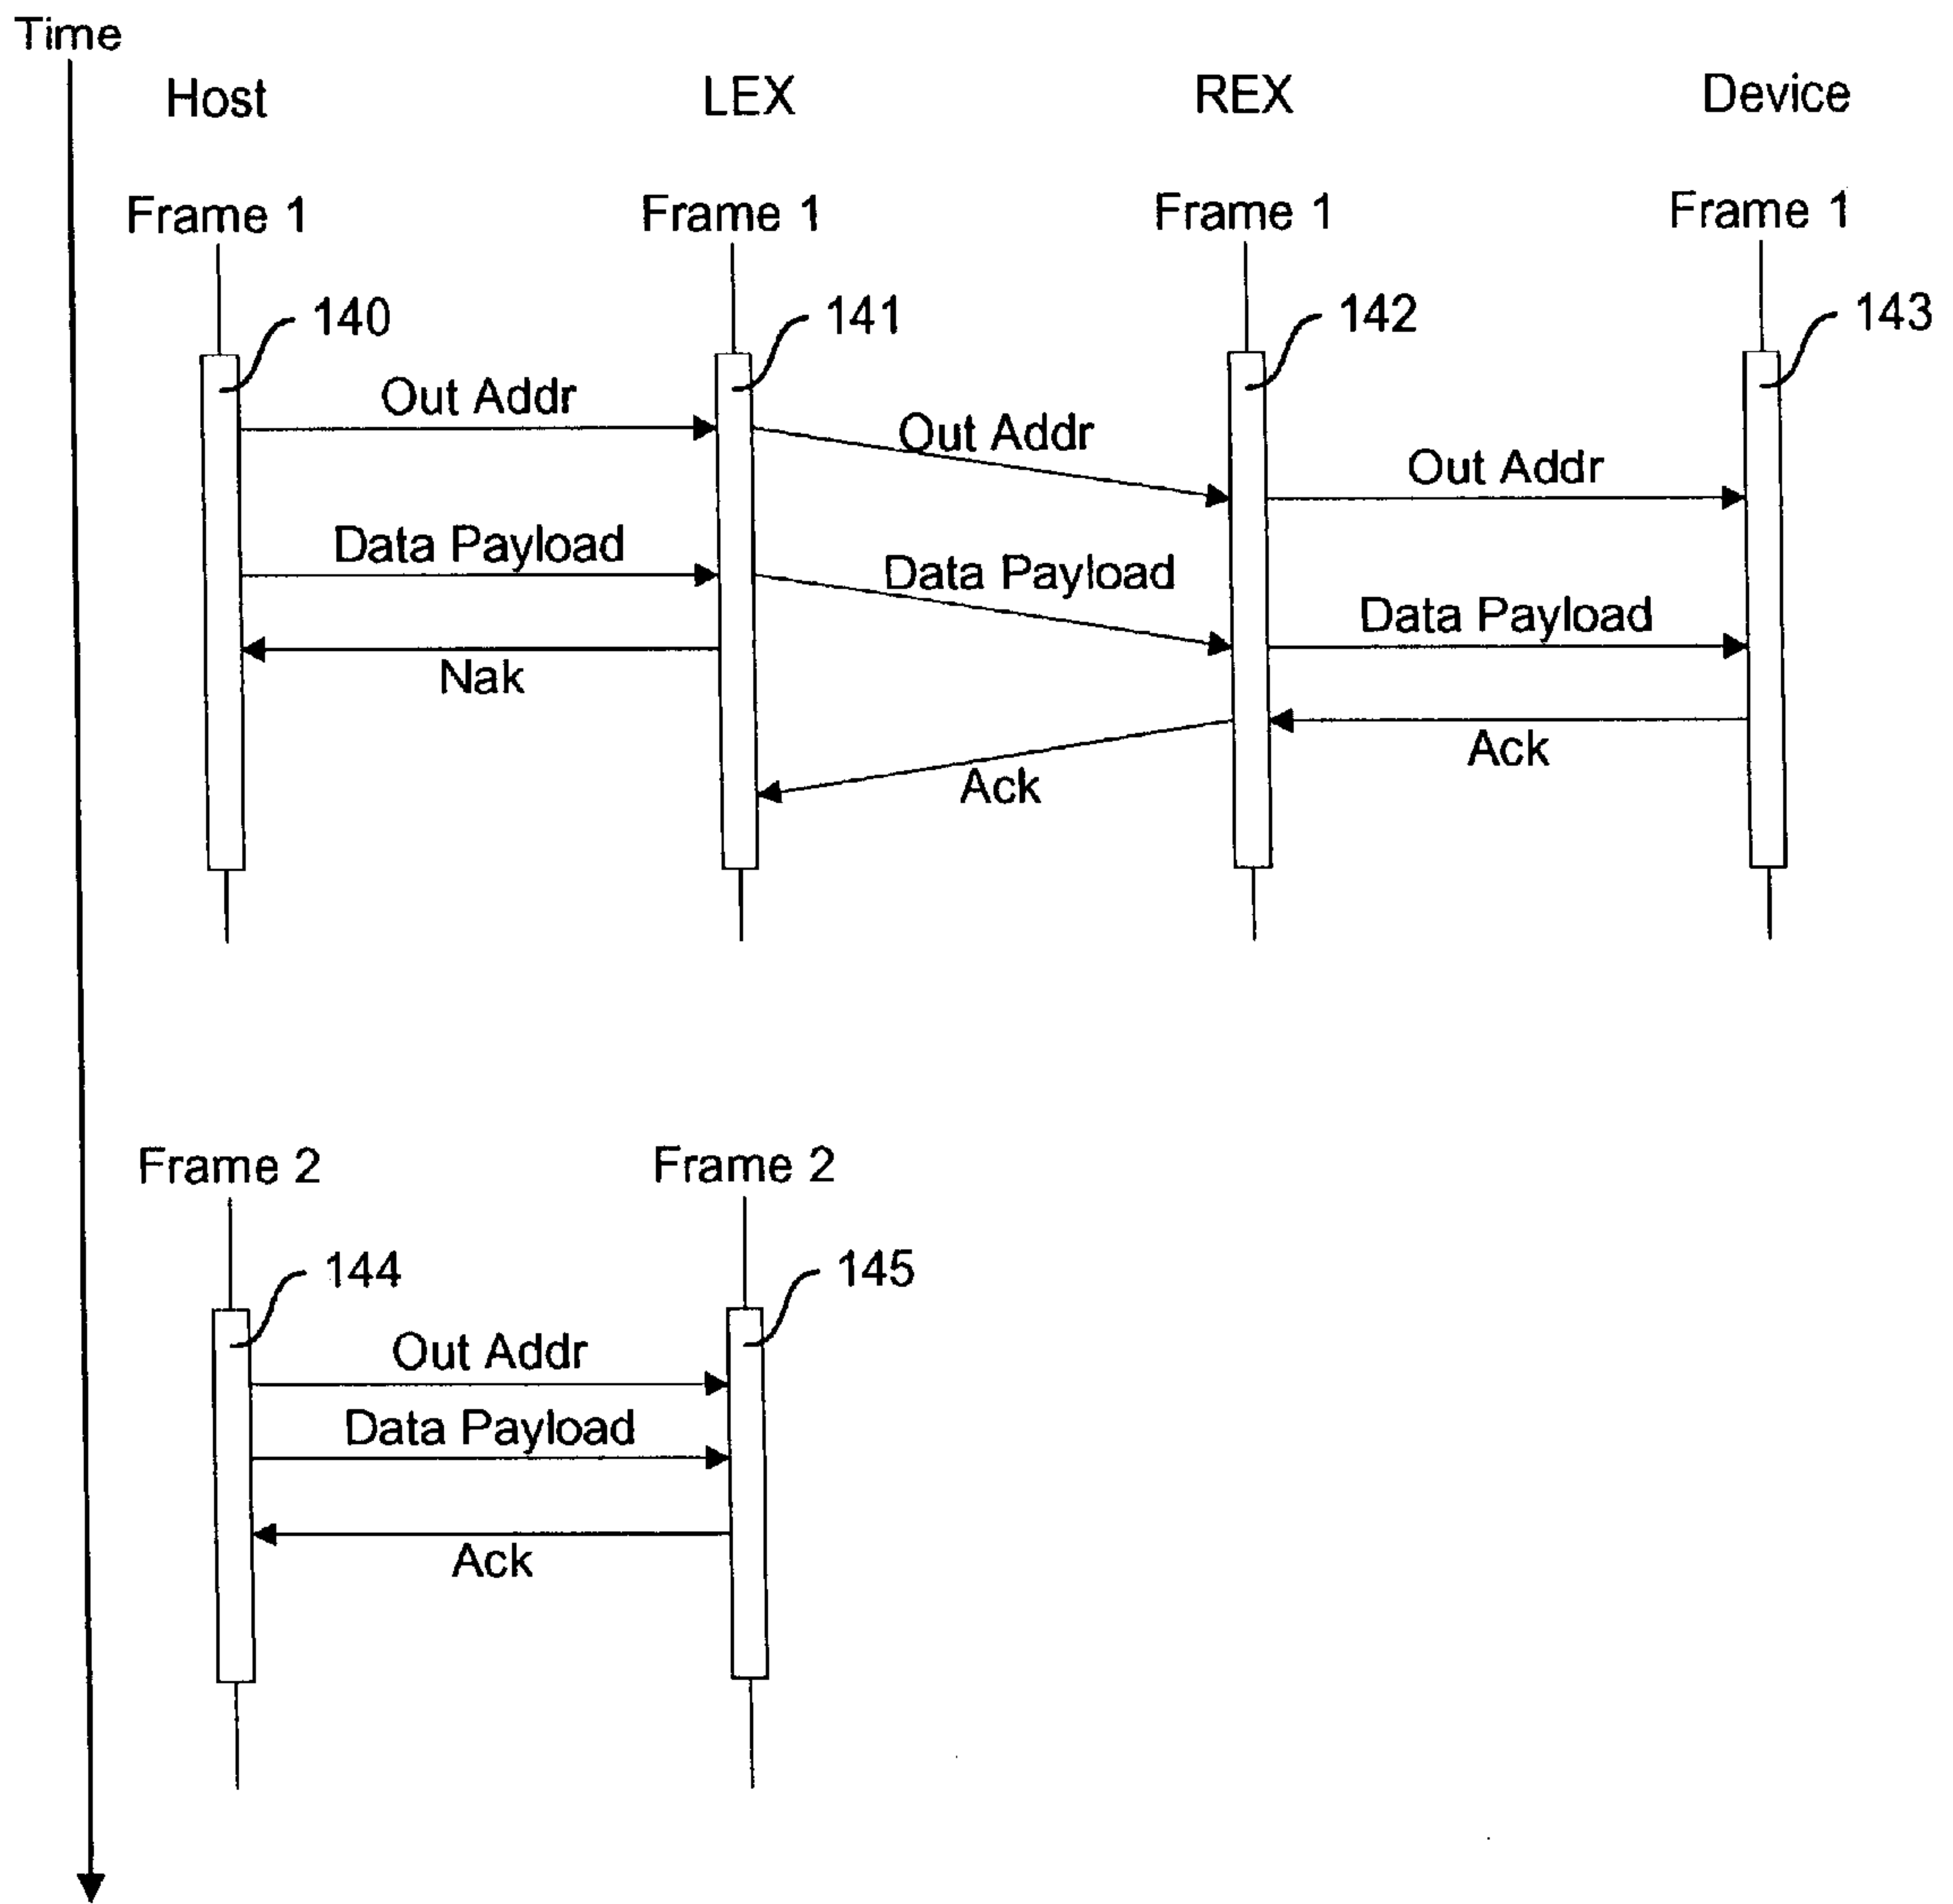 Time
Host LEX REX Device
Frame 1 Frame 1 Frame 1 Frame 1
140 141 142 143
Out Addr
Out Addr
Out Addr
Data Payload
Data Payload
Data Payload
Nak
Ack
Ack
Frame 2 Frame 2
144 145
Out Addr
Data Payload
Ack